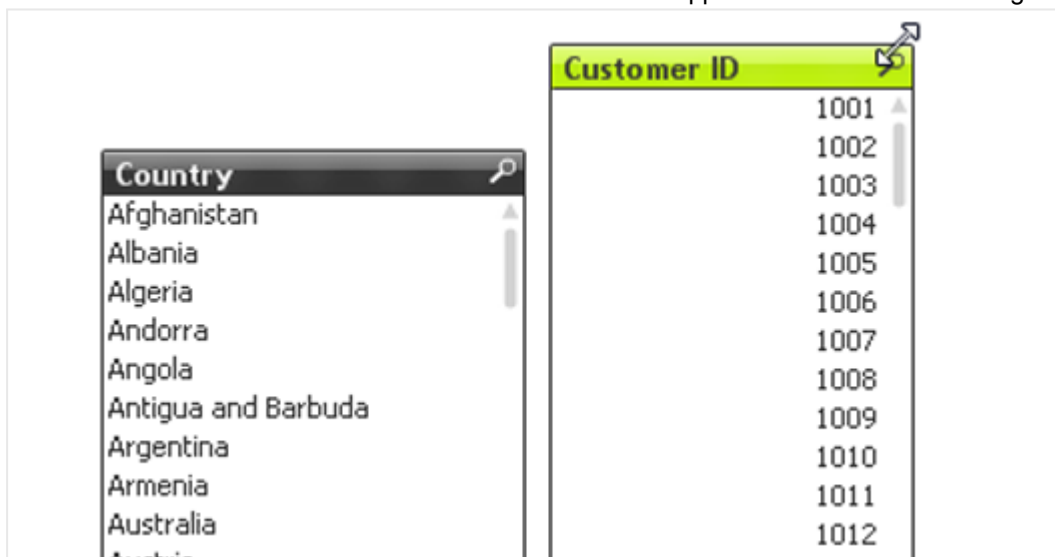 Customer ID
1001
1002
1003
1004
1005
1006
1007
1008
1009
1010
1011
1012
Country
Afghanistan
Albania
Algeria
Andorra
Angola
Antigua and Barbuda
Argentina
Armenia
Australia